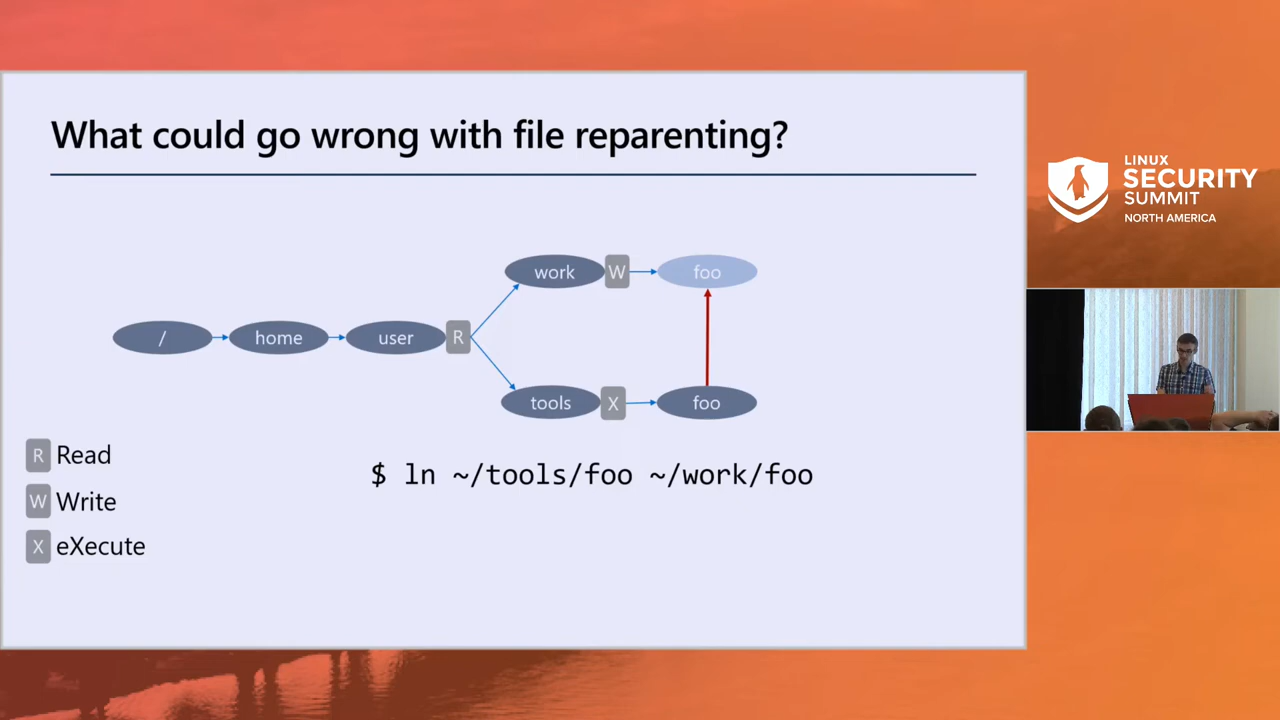 What could go wrong with file reparenting?
work W foo
/ home user R
tools X foo
R Read
W Write
X eXecute
$ ln ~/tools/foo ~/work/foo
LINUX
SECURITY
SUMMIT
NORTH AMERICA